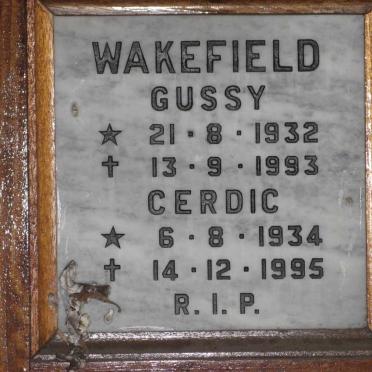 WAKEFIELD
GUSSY
☆ 21 · 8 · 1932
✝ 13 · 9 · 1993
CERDIC
☆ 6 · 8 · 1934
✝ 14 · 12 · 1995
R. I. P.